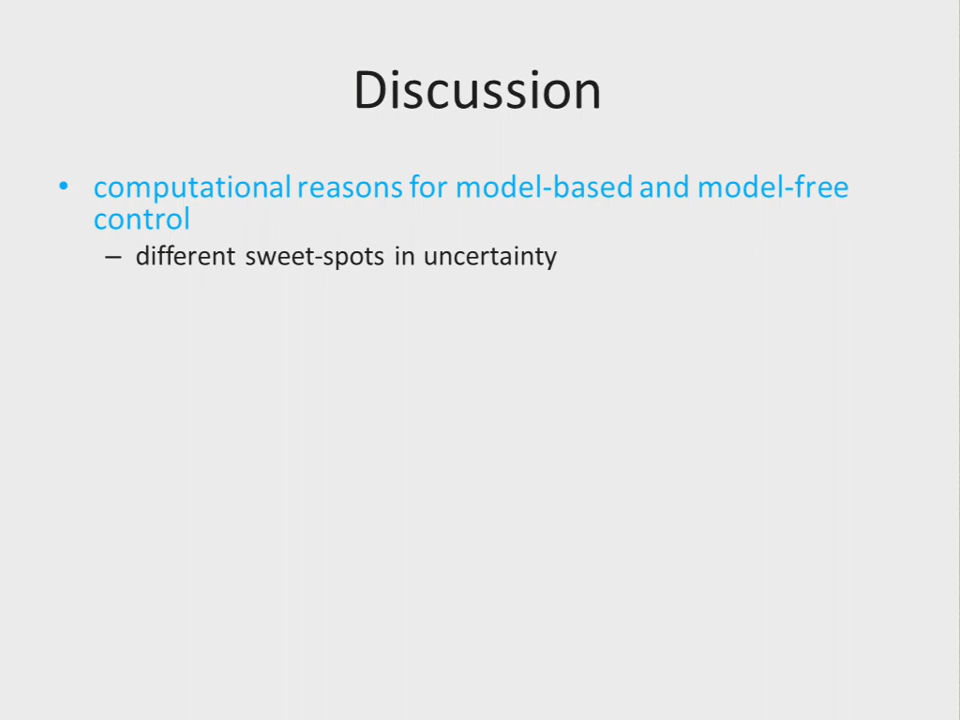 Discussion
• computational reasons for model-based and model-free
control
– different sweet-spots in uncertainty